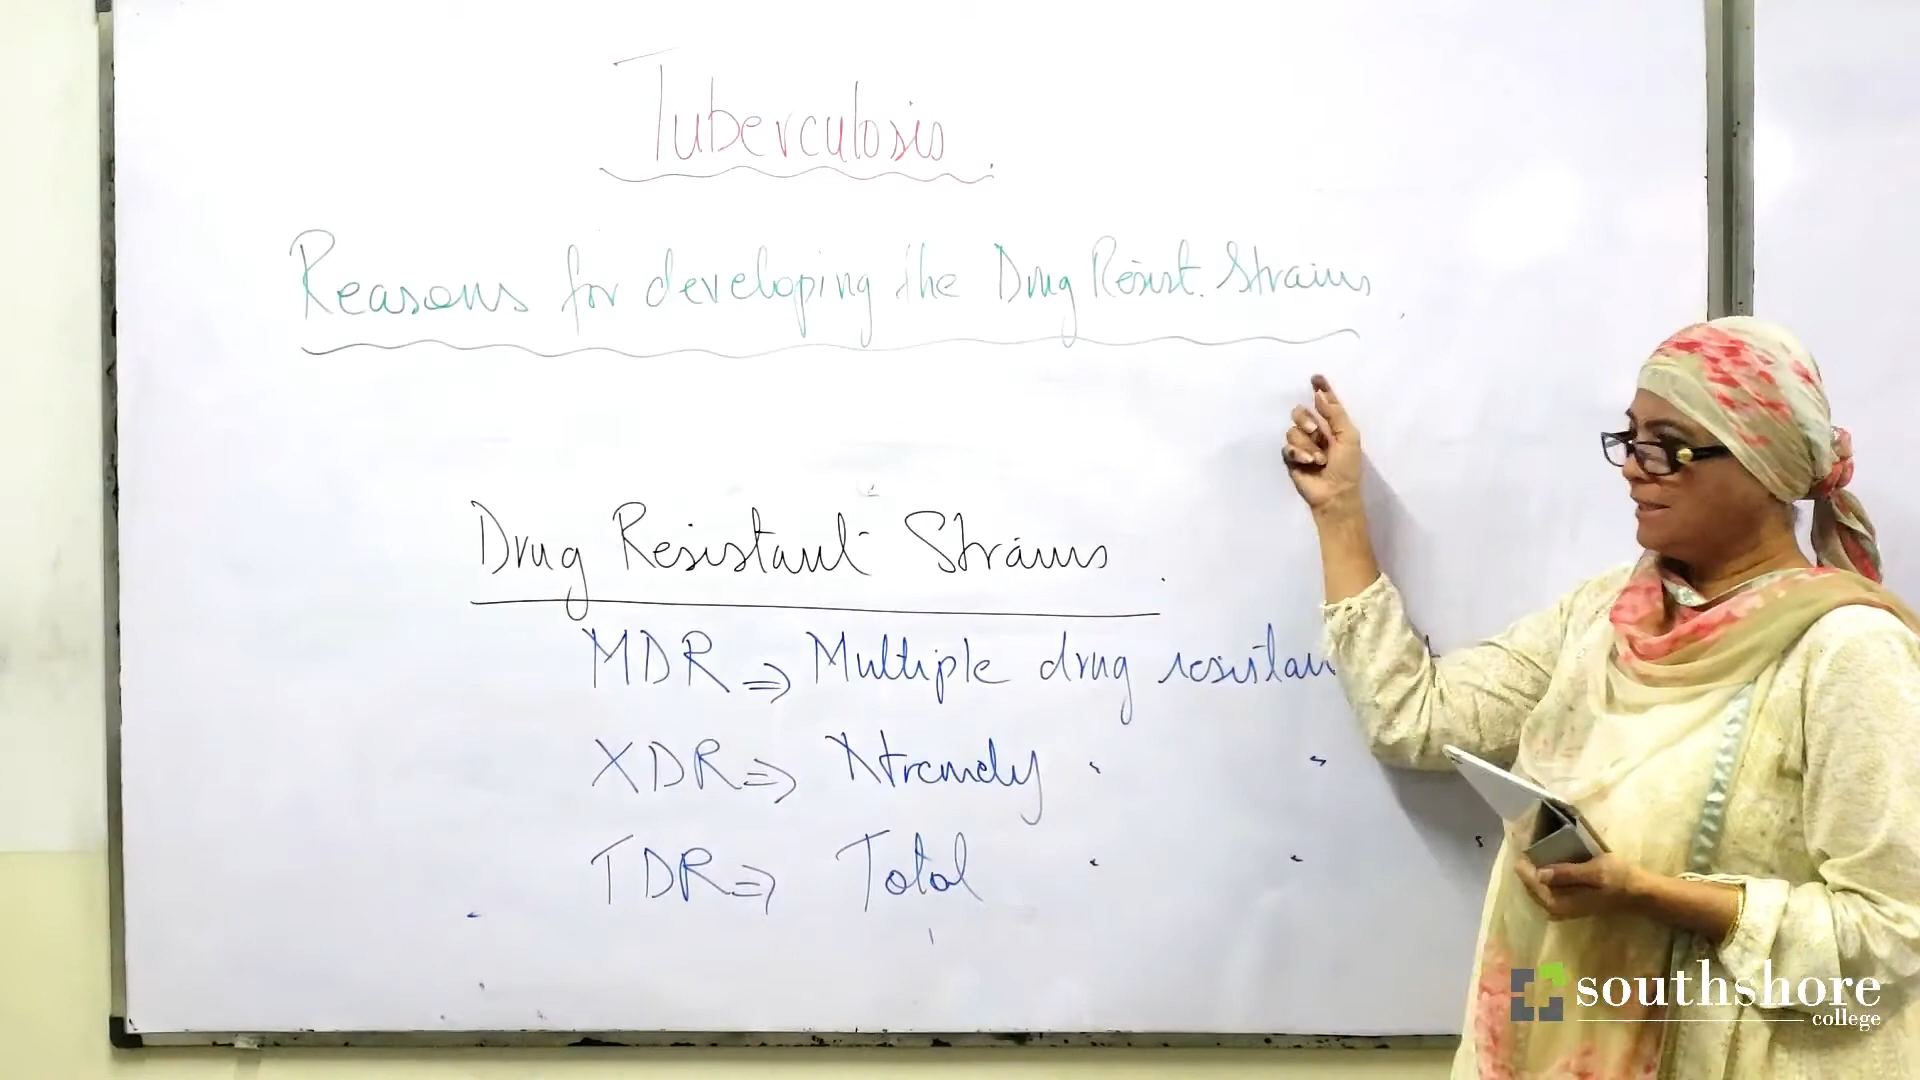 Tuberculosis
Reasons for developing the Drug Resist. Strains
Drug Resistant Strains
MDR ⇒ Multiple drug resistan
XDR ⇒ Xtremely " "
TDR ⇒ Total " "
southshore
college